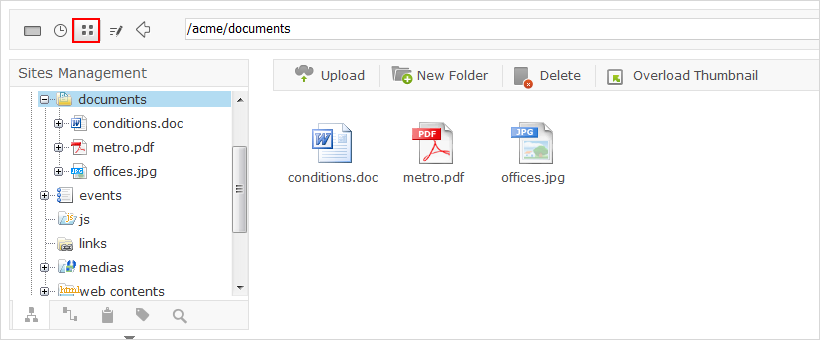 /acme/documents
Sites Management
Upload
New Folder
Delete
Overload Thumbnail
documents
conditions.doc
metro.pdf
offices.jpg
events
js
links
medias
web contents
conditions.doc
metro.pdf
offices.jpg
PDF
JPG